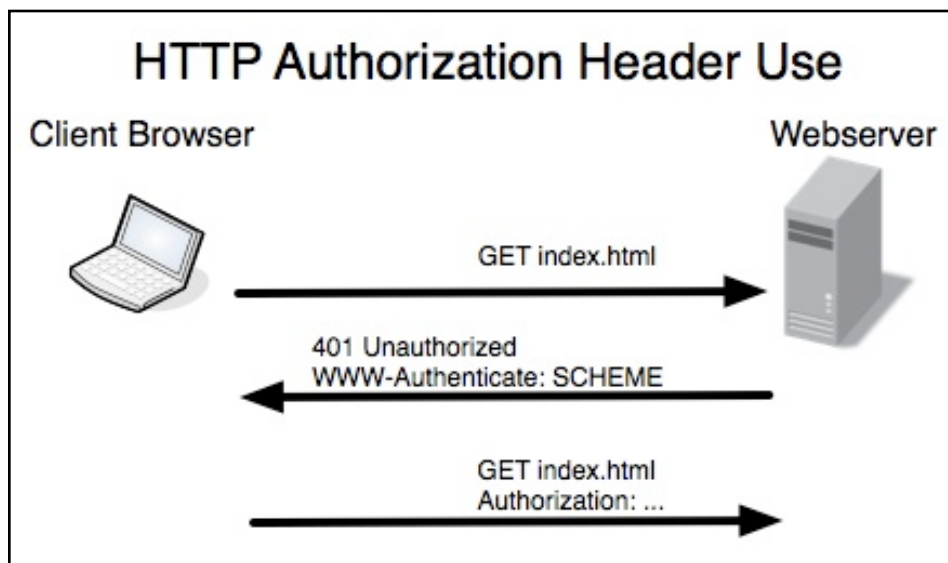 HTTP Authorization Header Use
Client Browser
Webserver
GET index.html
401 Unauthorized
WWW-Authenticate: SCHEME
GET index.html
Authorization: ...